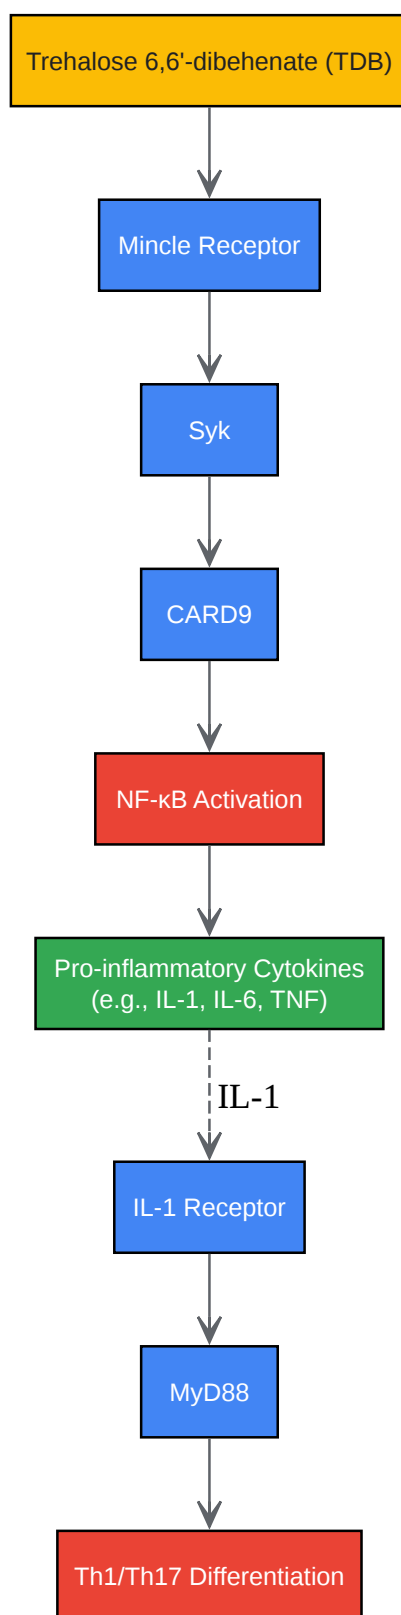 Trehalose 6,6'-dibehenate (TDB)
Mincle Receptor
Syk
CARD9
NF-κB Activation
Pro-inflammatory Cytokines
(e.g., IL-1, IL-6, TNF)
IL-1
IL-1 Receptor
MyD88
Th1/Th17 Differentiation